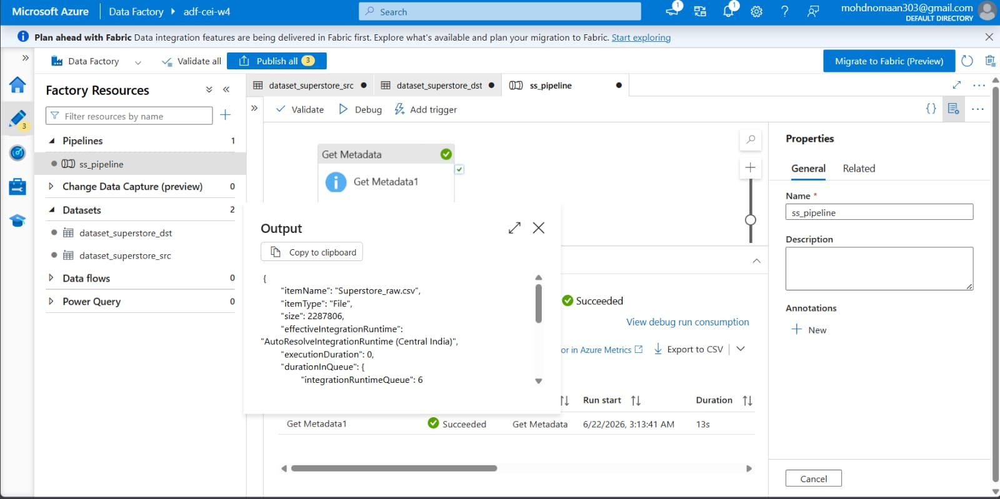 Microsoft Azure
Data Factory
adf-cei-w4
Search
1
1
mohdnomaan303@gmail.com
DEFAULT DIRECTORY
Plan ahead with Fabric Data integration features are being delivered in Fabric first. Explore what's available and plan your migration to Fabric. Start exploring
Data Factory
Validate all
Publish all 3
Migrate to Fabric (Preview)
3
Factory Resources
Filter resources by name
Pipelines 1
ss_pipeline
Change Data Capture (preview) 0
Datasets 2
dataset_superstore_dst
dataset_superstore_src
Data flows 0
Power Query 0
dataset_superstore_src
dataset_superstore_dst
ss_pipeline
Validate
Debug
Add trigger
{}
Get Metadata
Get Metadata1
Output
Copy to clipboard
{
"itemName": "Superstore_raw.csv",
"itemType": "File",
"size": 2287806,
"effectiveIntegrationRuntime":
"AutoResolveIntegrationRuntime (Central India)",
"executionDuration": 0,
"durationInQueue": {
"integrationRuntimeQueue": 6
Succeeded
View debug run consumption
or in Azure Metrics
Export to CSV
Run start
Duration
Get Metadata1
Succeeded
Get Metadata
6/22/2026, 3:13:41 AM
13s
Properties
General
Related
Name *
ss_pipeline
Description
Annotations
New
Cancel